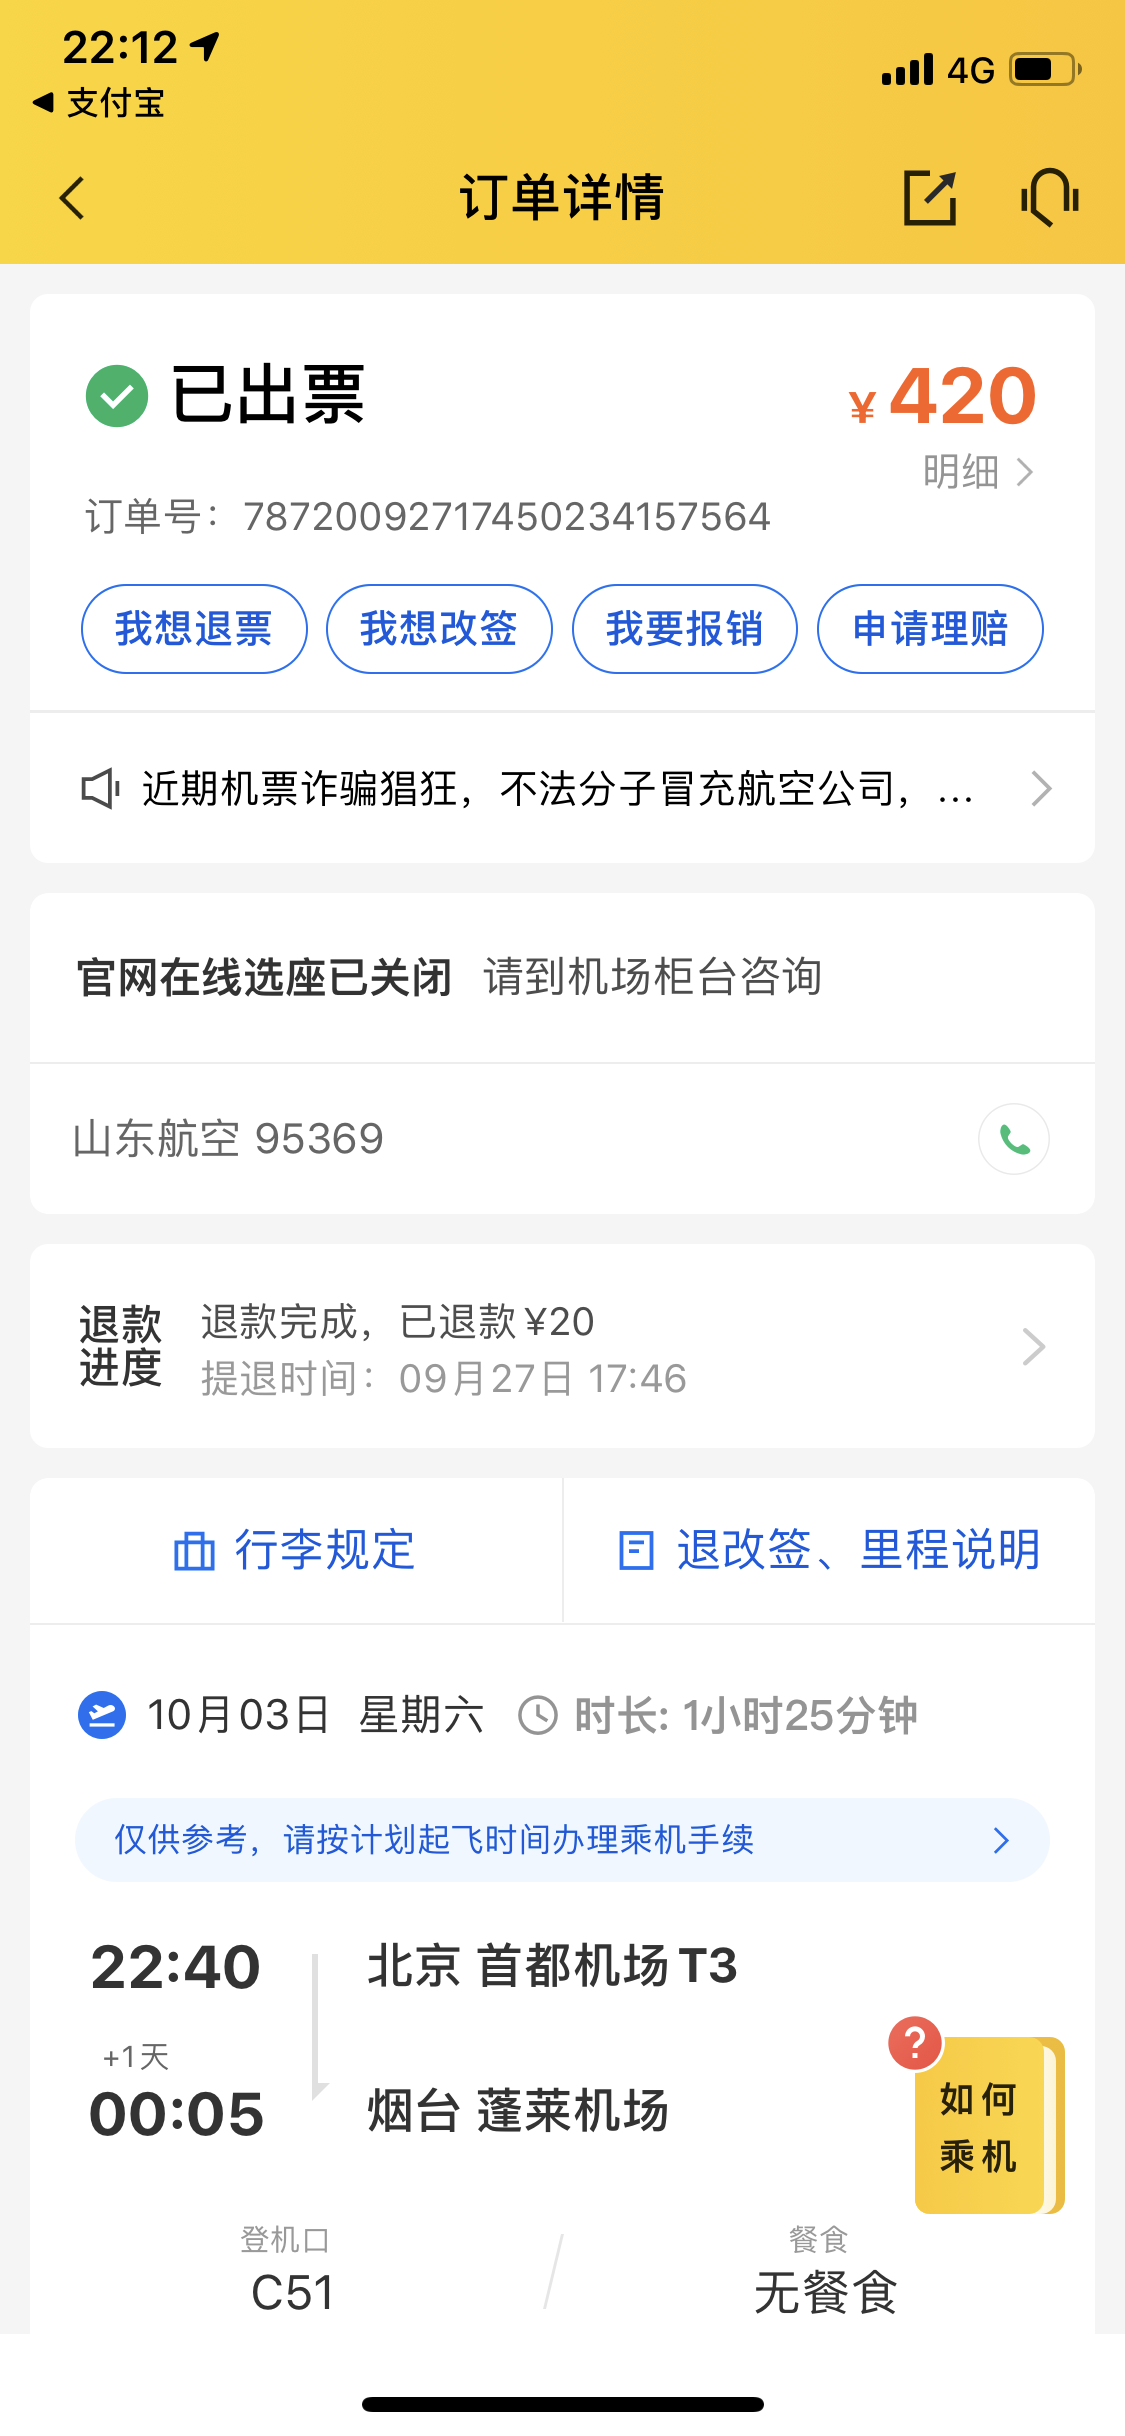 22:12
4G
◀ 支付宝
订单详情
已出票
¥ 420
明细
订单号：78720092717450234157564
我想退票
我想改签
我要报销
申请理赔
近期机票诈骗猖狂，不法分子冒充航空公司，...
官网在线选座已关闭 请到机场柜台咨询
山东航空 95369
退款
进度
退款完成，已退款 ¥20
提退时间：09月27日 17:46
行李规定
退改签、里程说明
10月03日 星期六
时长: 1小时25分钟
仅供参考，请按计划起飞时间办理乘机手续
22:40
北京 首都机场 T3
+1天
00:05
烟台 蓬莱机场
?
如何
乘机
登机口
C51
餐食
无餐食